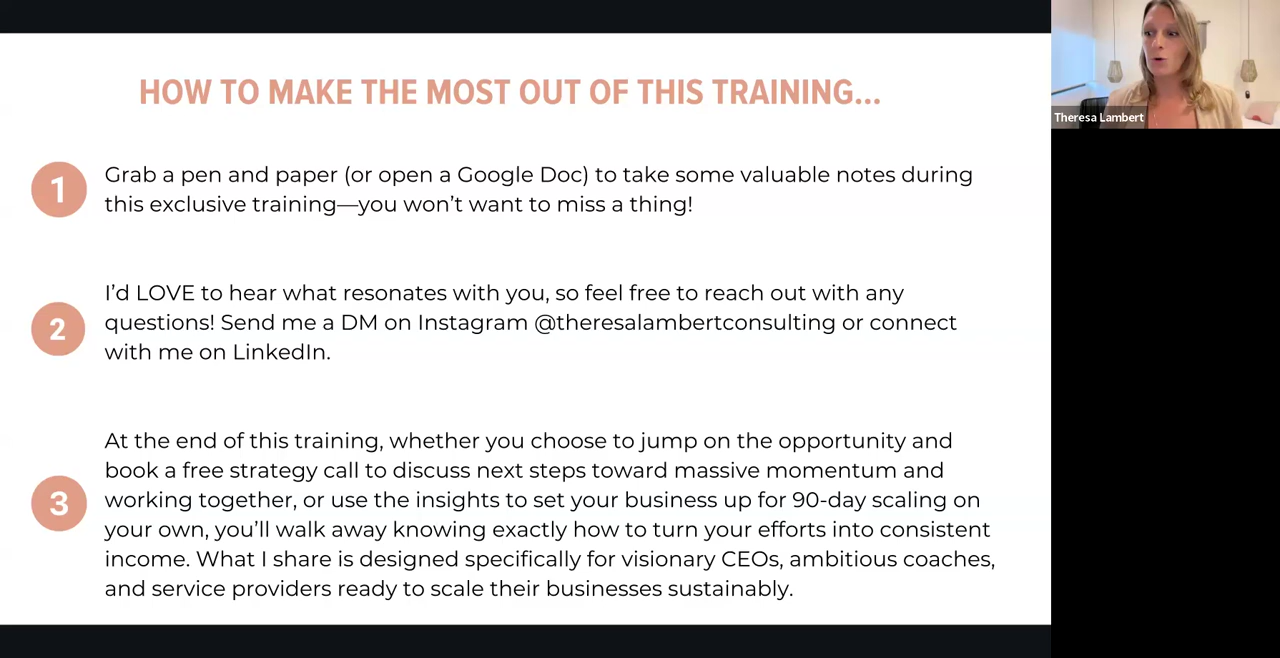 HOW TO MAKE THE MOST OUT OF THIS TRAINING...
1
Grab a pen and paper (or open a Google Doc) to take some valuable notes during
this exclusive training—you won’t want to miss a thing!
2
I’d LOVE to hear what resonates with you, so feel free to reach out with any
questions! Send me a DM on Instagram @theresalambertconsulting or connect
with me on LinkedIn.
3
At the end of this training, whether you choose to jump on the opportunity and
book a free strategy call to discuss next steps toward massive momentum and
working together, or use the insights to set your business up for 90-day scaling on
your own, you’ll walk away knowing exactly how to turn your efforts into consistent
income. What I share is designed specifically for visionary CEOs, ambitious coaches,
and service providers ready to scale their businesses sustainably.
Theresa Lambert